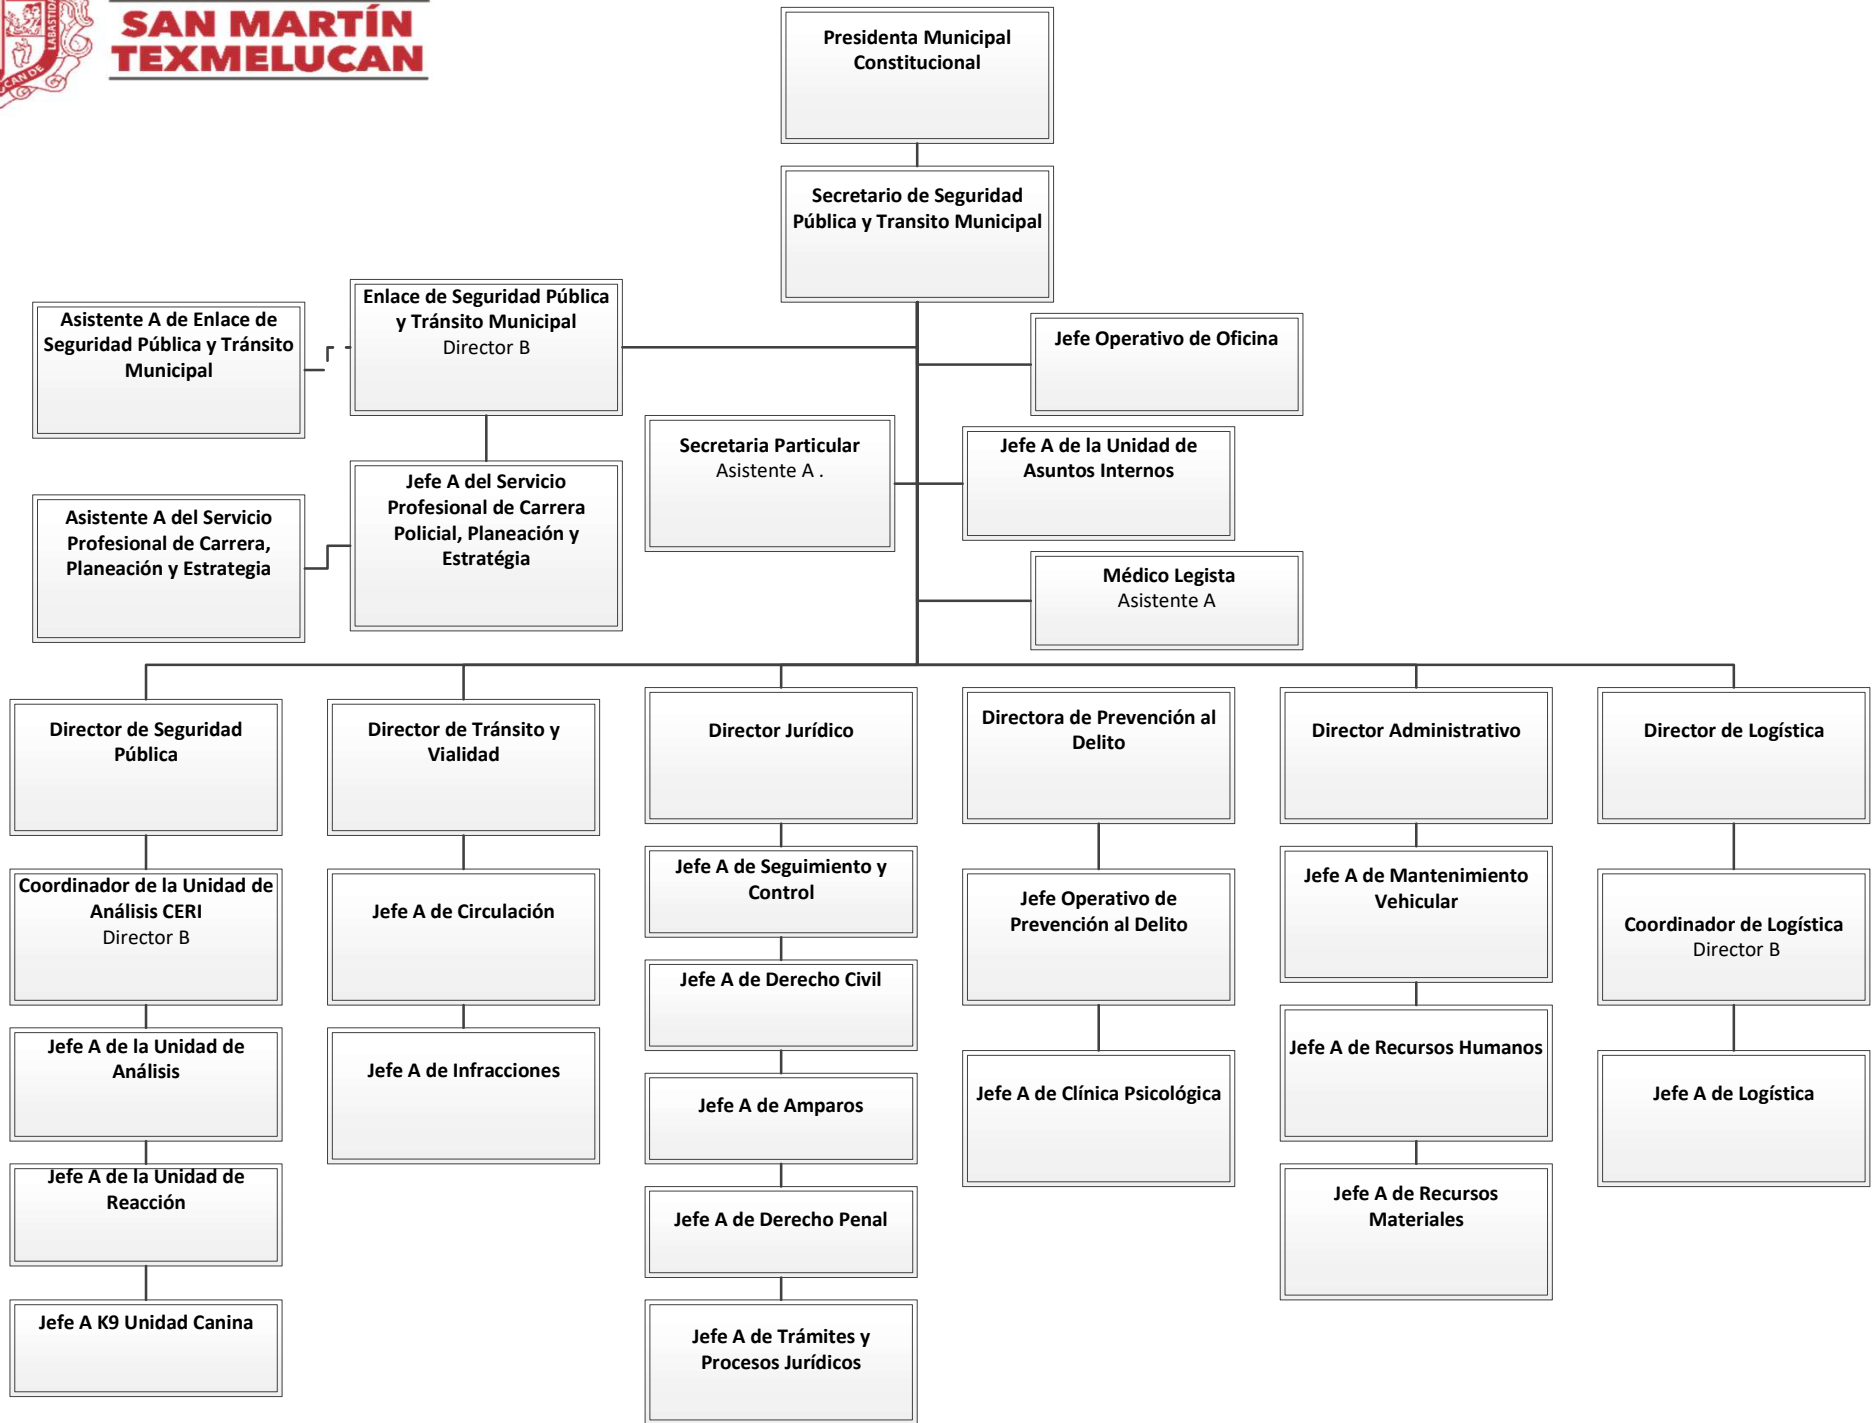 LABASTIDA
UCAN DE
SAN MARTÍN
TEXMELUCAN
Presidenta Municipal
Constitucional
Secretario de Seguridad
Pública y Transito Municipal
Asistente A de Enlace de
Seguridad Pública y Tránsito
Municipal
Enlace de Seguridad Pública
y Tránsito Municipal
Director B
Jefe Operativo de Oficina
Secretaria Particular
Asistente A .
Jefe A de la Unidad de
Asuntos Internos
Asistente A del Servicio
Profesional de Carrera,
Planeación y Estrategia
Jefe A del Servicio
Profesional de Carrera
Policial, Planeación y
Estratégia
Médico Legista
Asistente A
Director de Seguridad
Pública
Director de Tránsito y
Vialidad
Director Jurídico
Directora de Prevención al
Delito
Director Administrativo
Director de Logística
Coordinador de la Unidad de
Análisis CERI
Director B
Jefe A de Circulación
Jefe A de Seguimiento y
Control
Jefe Operativo de
Prevención al Delito
Jefe A de Mantenimiento
Vehicular
Coordinador de Logística
Director B
Jefe A de Derecho Civil
Jefe A de la Unidad de
Análisis
Jefe A de Infracciones
Jefe A de Amparos
Jefe A de Clínica Psicológica
Jefe A de Recursos Humanos
Jefe A de Logística
Jefe A de la Unidad de
Reacción
Jefe A de Derecho Penal
Jefe A de Recursos
Materiales
Jefe A K9 Unidad Canina
Jefe A de Trámites y
Procesos Jurídicos